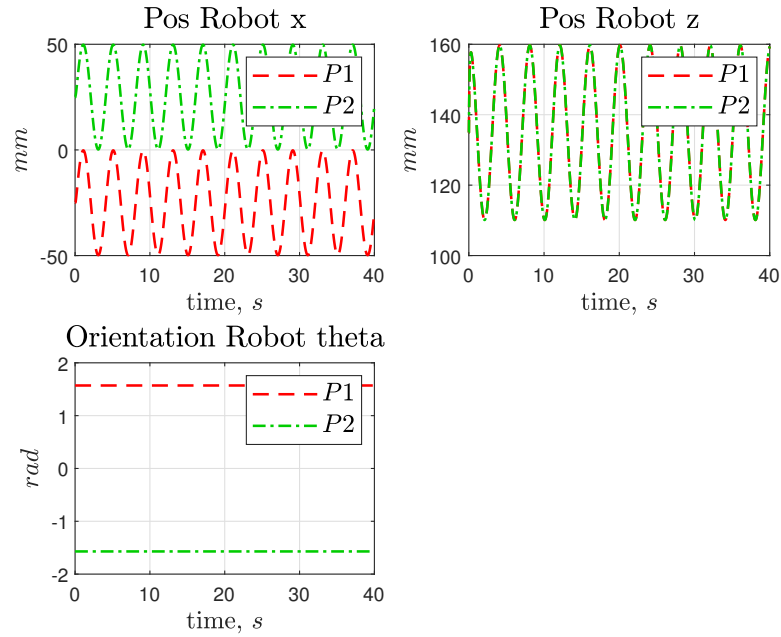 Pos Robot x
50
0
-50
mm
0 10 20 30 40
time, s
P1
P2
Pos Robot z
160
140
120
100
mm
0 10 20 30 40
time, s
P1
P2
Orientation Robot theta
2
1
0
-1
-2
rad
0 10 20 30 40
time, s
P1
P2